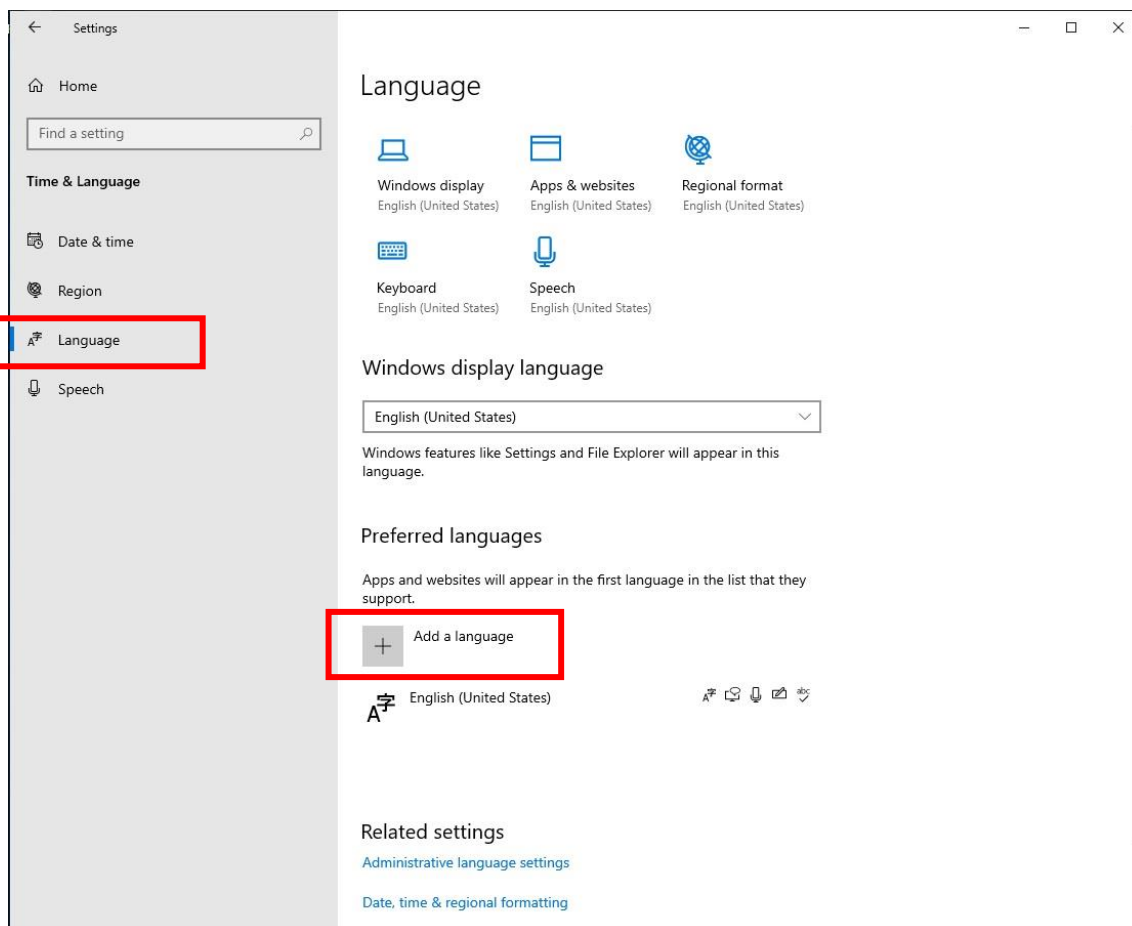 Settings
Home
Find a setting
Time & Language
Date & time
Region
Language
Speech
Language
Windows display
English (United States)
Apps & websites
English (United States)
Regional format
English (United States)
Keyboard
English (United States)
Speech
English (United States)
Windows display language
English (United States)
Windows features like Settings and File Explorer will appear in this
language.
Preferred languages
Apps and websites will appear in the first language in the list that they
support.
Add a language
A字 English (United States)
Related settings
Administrative language settings
Date, time & regional formatting